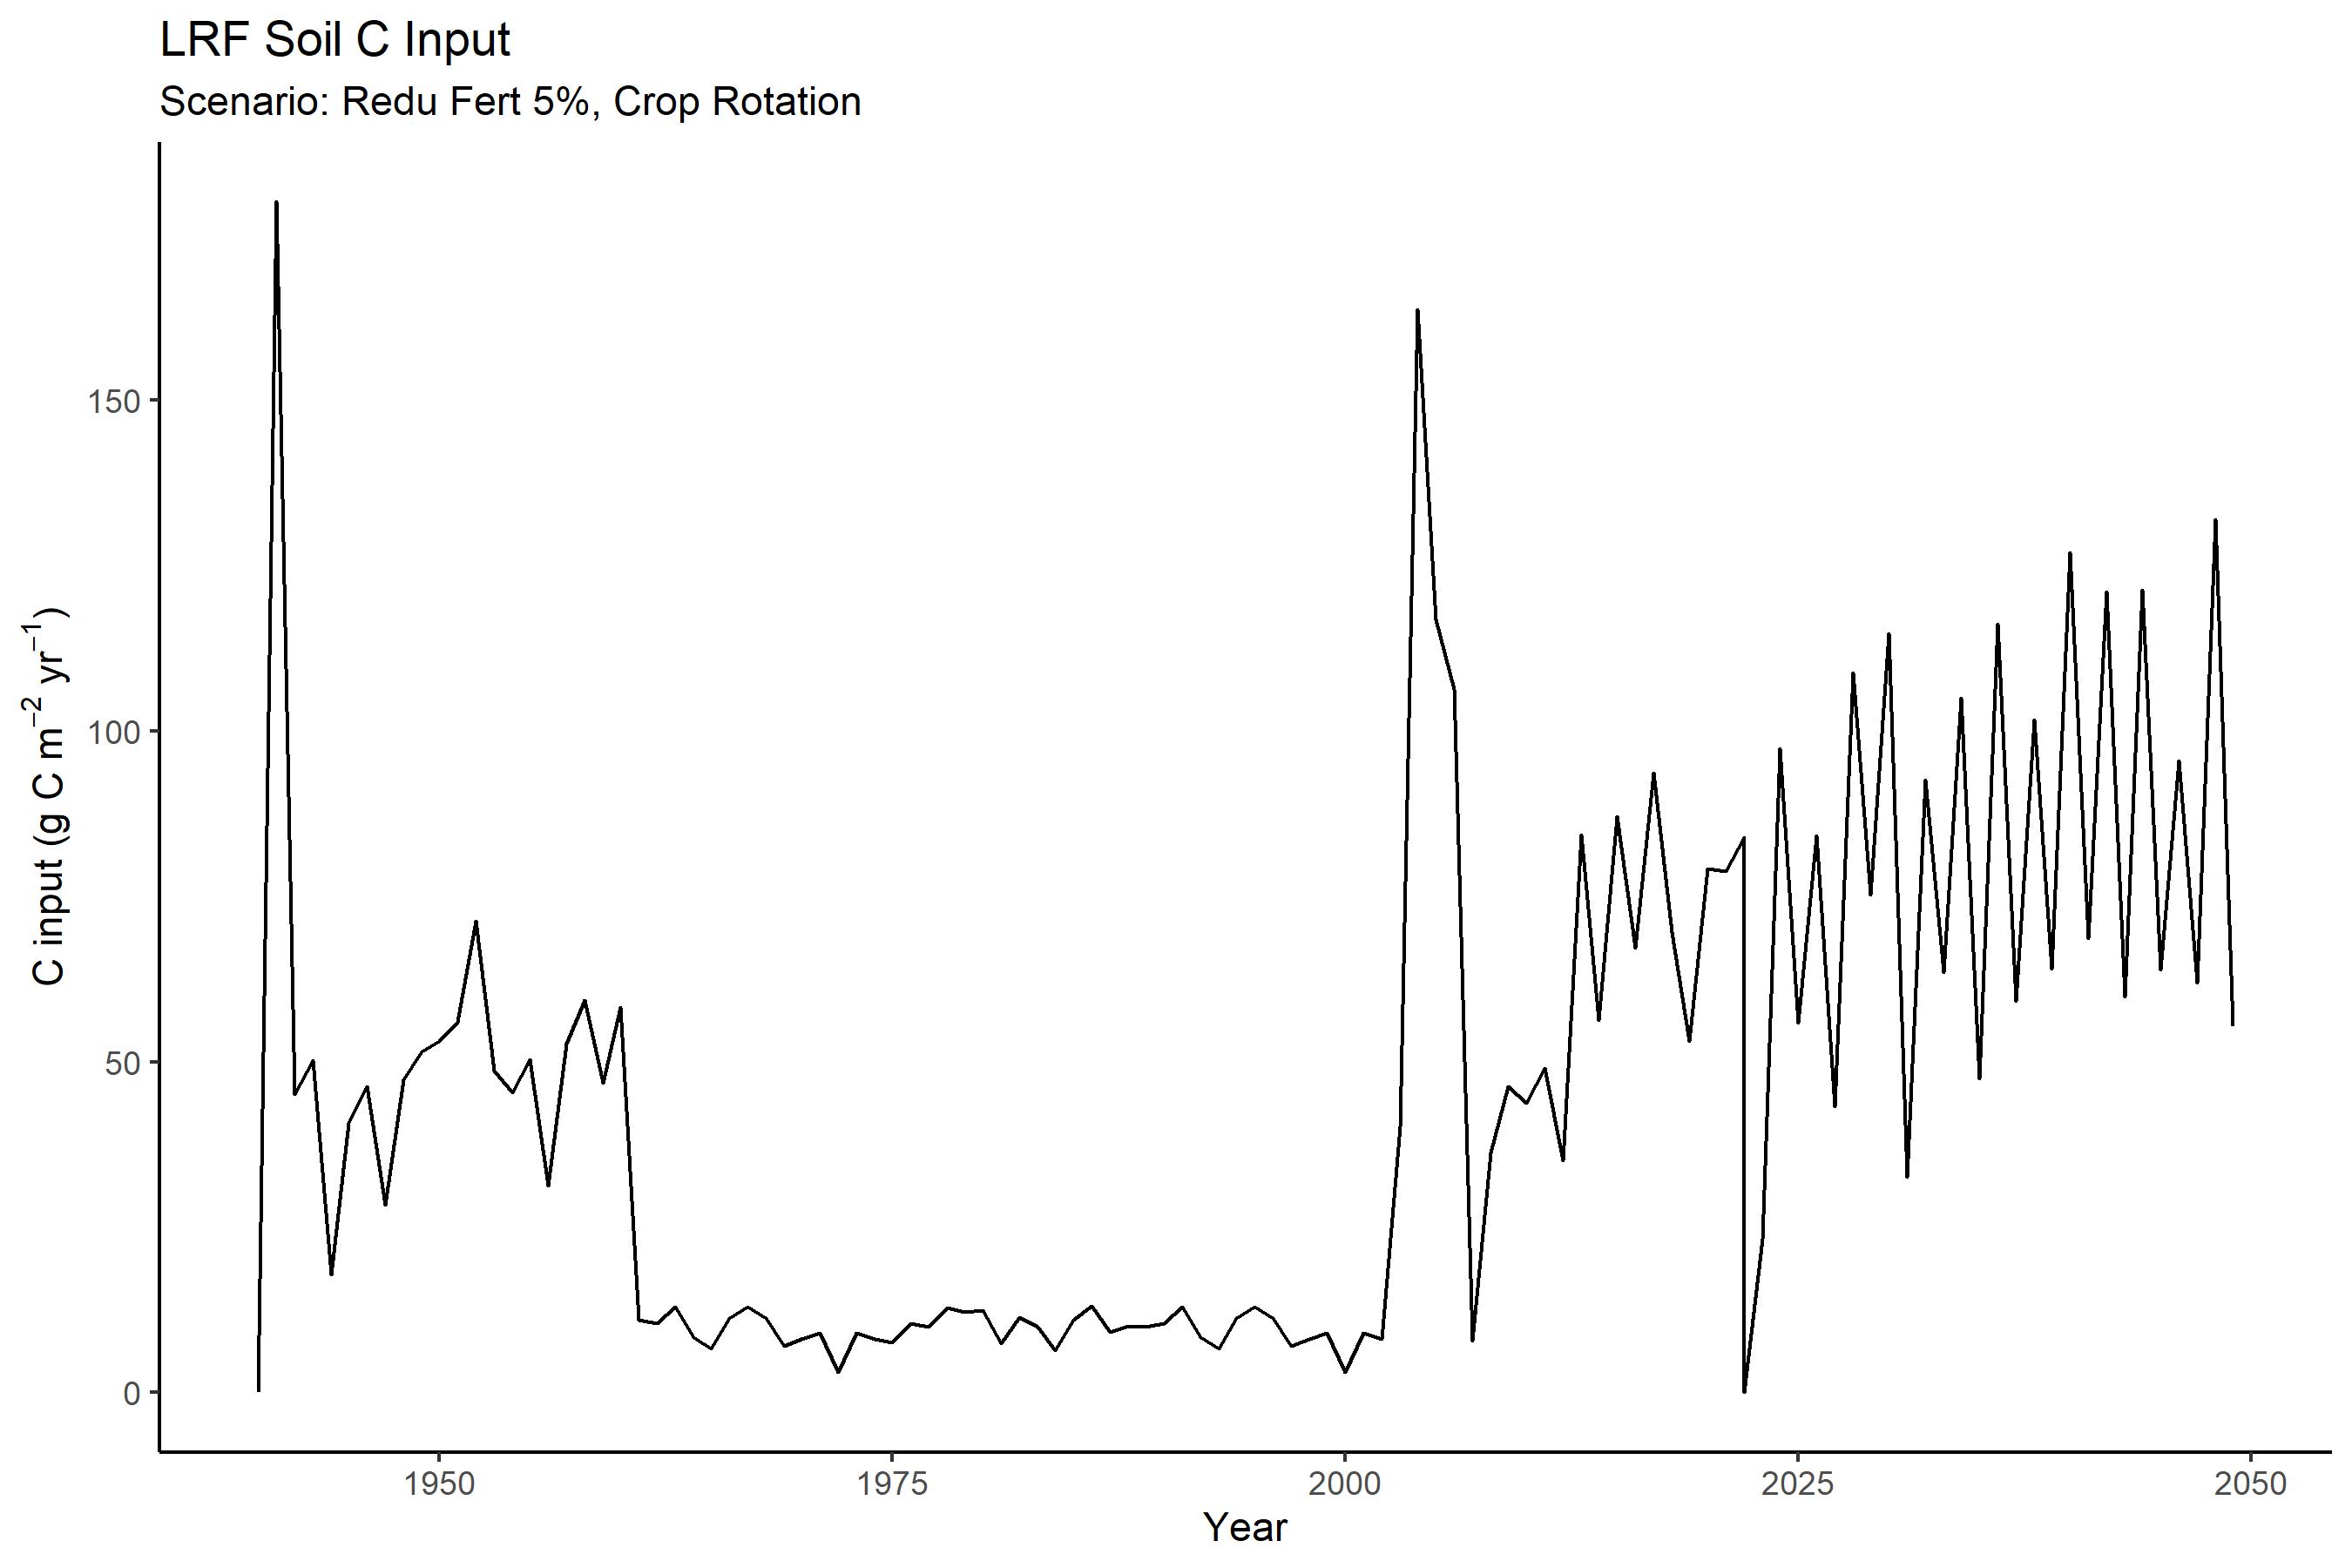 LRF Soil C Input
Scenario: Redu Fert 5%, Crop Rotation
C input (g C m⁻² yr⁻¹)
150
100
50
0
1950 1975 2000 2025 2050
Year